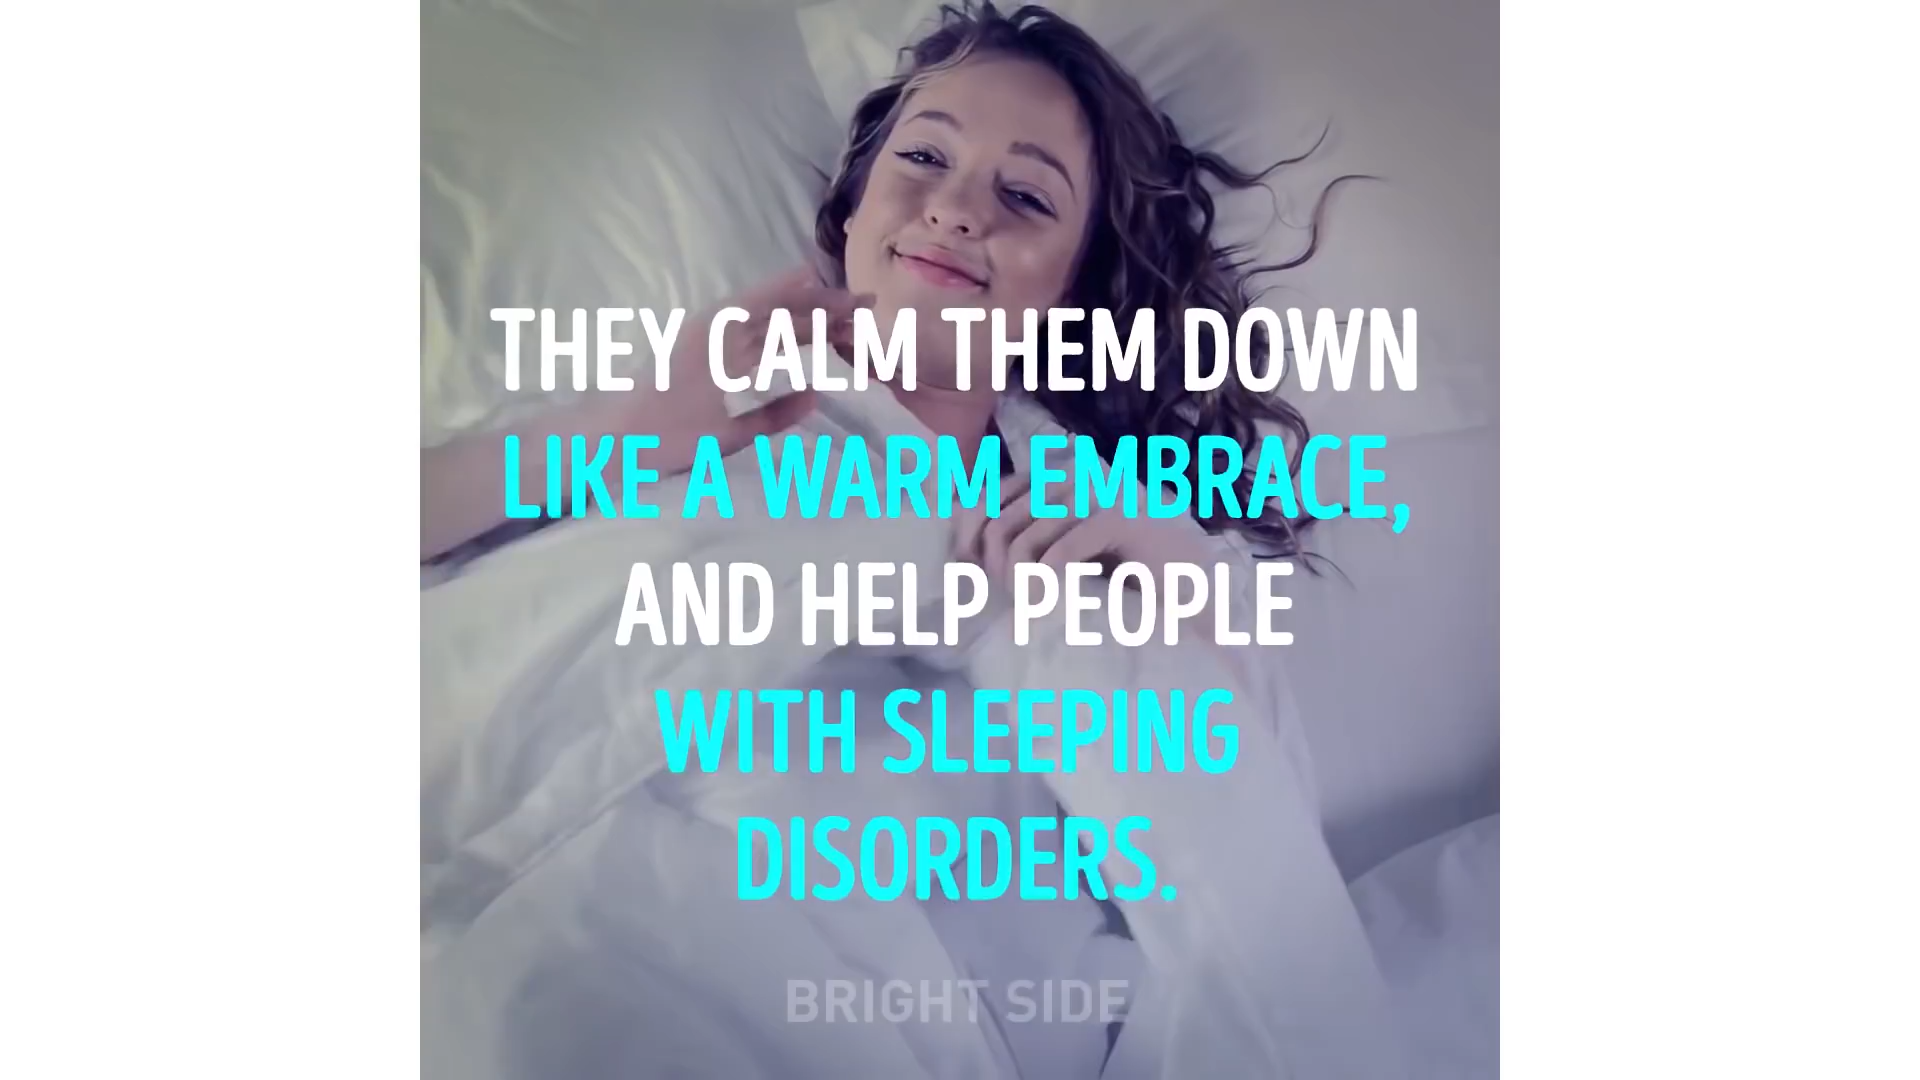 THEY CALM THEM DOWN
LIKE A WARM EMBRACE,
AND HELP PEOPLE
WITH SLEEPING
DISORDERS.
BRIGHT SIDE